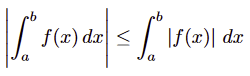 |∫_a^b f(x) dx| ≤ ∫_a^b |f(x)| dx